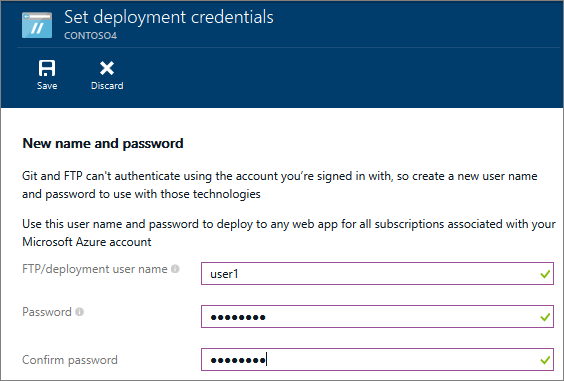 Set deployment credentials
CONTOSO4
Save Discard
New name and password
Git and FTP can't authenticate using the account you're signed in with, so create a new user name
and password to use with those technologies
Use this user name and password to deploy to any web app for all subscriptions associated with your
Microsoft Azure account
FTP/deployment user name user1
Password ●●●●●●●●
Confirm password ●●●●●●●●